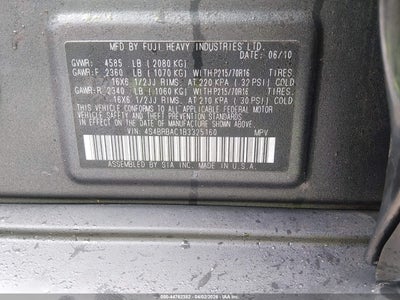 MFD BY FUJI HEAVY INDUSTRIES LTD.
DATE: 06/10
GVWR: 4585 LB (2080 KG)
GAWR:F 2360 LB (1070 KG) WITH P215/70R16 TIRES,
16X6 1/2JJ RIMS, AT 220 KPA (32 PSI) COLD
GAWR:R 2340 LB (1060 KG) WITH P215/70R16 TIRES,
16X6 1/2JJ RIMS, AT 210 KPA (30 PSI) COLD
THIS VEHICLE CONFORMS TO ALL APPLICABLE FEDERAL MOTOR
VEHICLE SAFETY AND THEFT PREVENTION STANDARDS IN EFFECT
ON THE DATE OF MANUFACTURE SHOWN ABOVE.
VIN: 4S4BRBAC1B3325160 MPV
ASSEMBLED BY SIA INC. MADE IN U.S.A.
IAA Inc